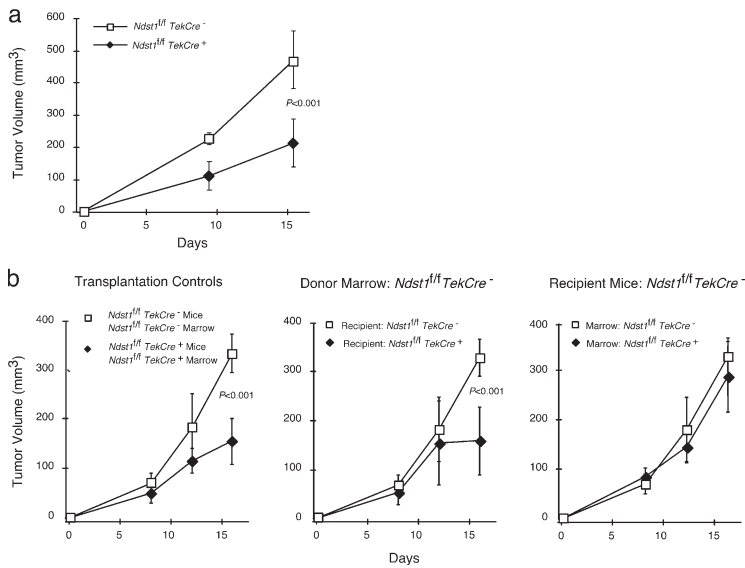 a
Ndst1f/f TekCre -
Ndst1f/f TekCre +
600
500
400
300
200
100
0
Tumor Volume (mm3)
P<0.001
0 5 10 15
Days
b
Transplantation Controls
Ndst1f/f TekCre - Mice
Ndst1f/f TekCre - Marrow
Ndst1f/f TekCre + Mice
Ndst1f/f TekCre + Marrow
400
300
200
100
0
Tumor Volume (mm3)
P<0.001
0 5 10 15
Donor Marrow: Ndst1f/f TekCre -
Recipient: Ndst1f/f TekCre -
Recipient: Ndst1f/f TekCre +
400
300
200
100
0
P<0.001
0 5 10 15
Days
Recipient Mice: Ndst1f/f TekCre -
Marrow: Ndst1f/f TekCre -
Marrow: Ndst1f/f TekCre +
400
300
200
100
0
0 5 10 15